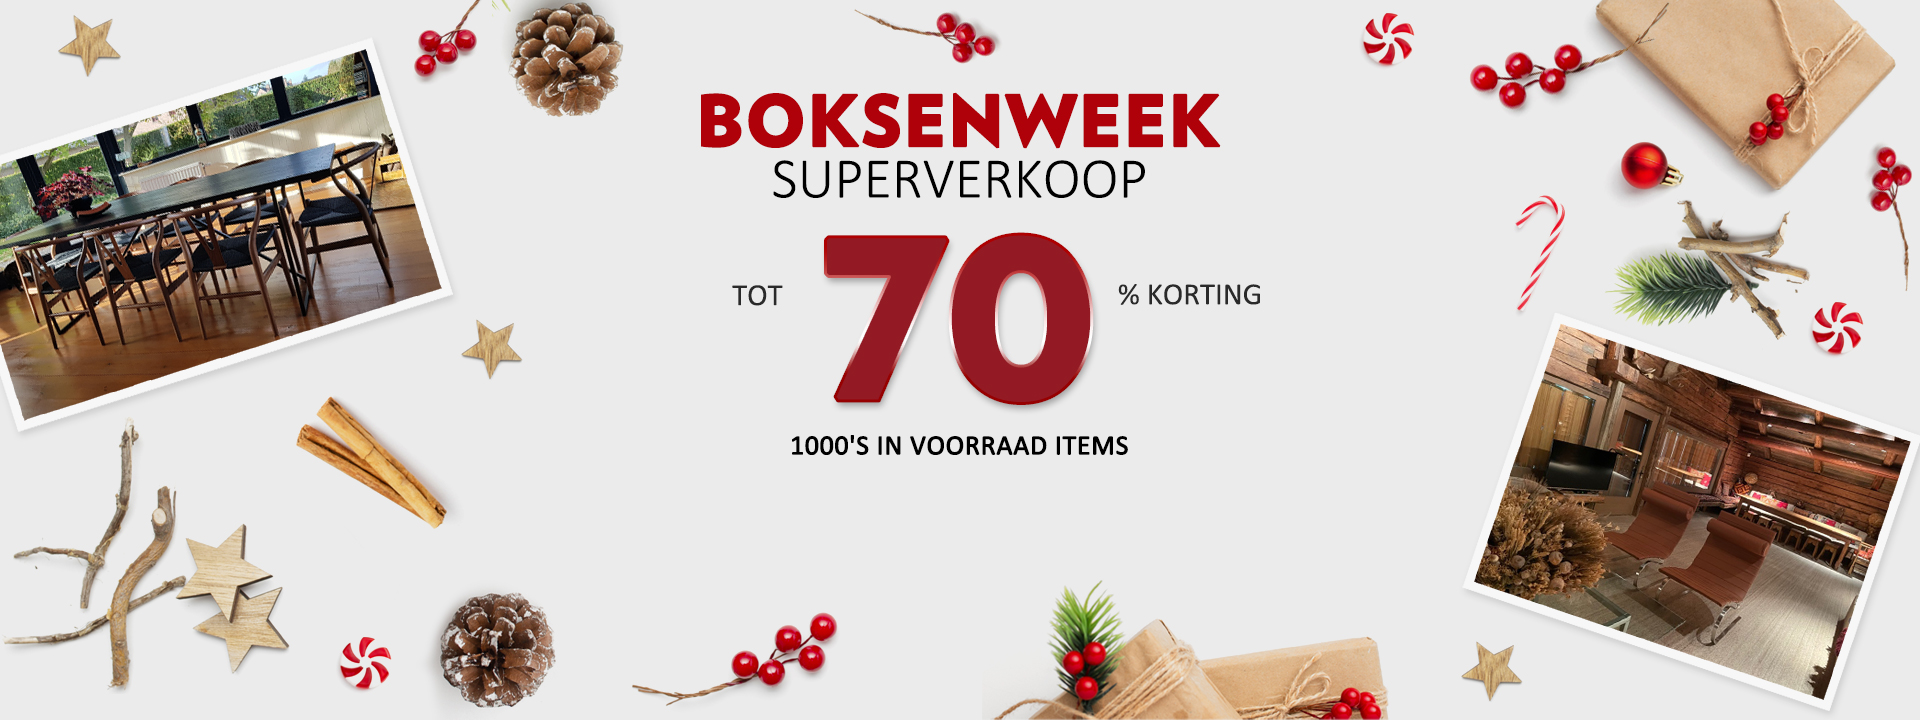 BOKSENWEEK
SUPERVERKOOP
TOT 70 % KORTING
1000'S IN VOORRAAD ITEMS